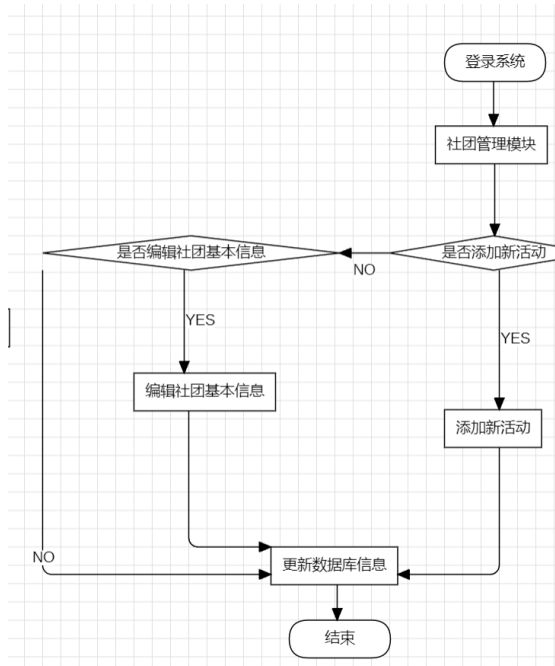 登录系统
社团管理模块
是否编辑社团基本信息
是否添加新活动
NO
YES
YES
编辑社团基本信息
添加新活动
NO
更新数据库信息
结束